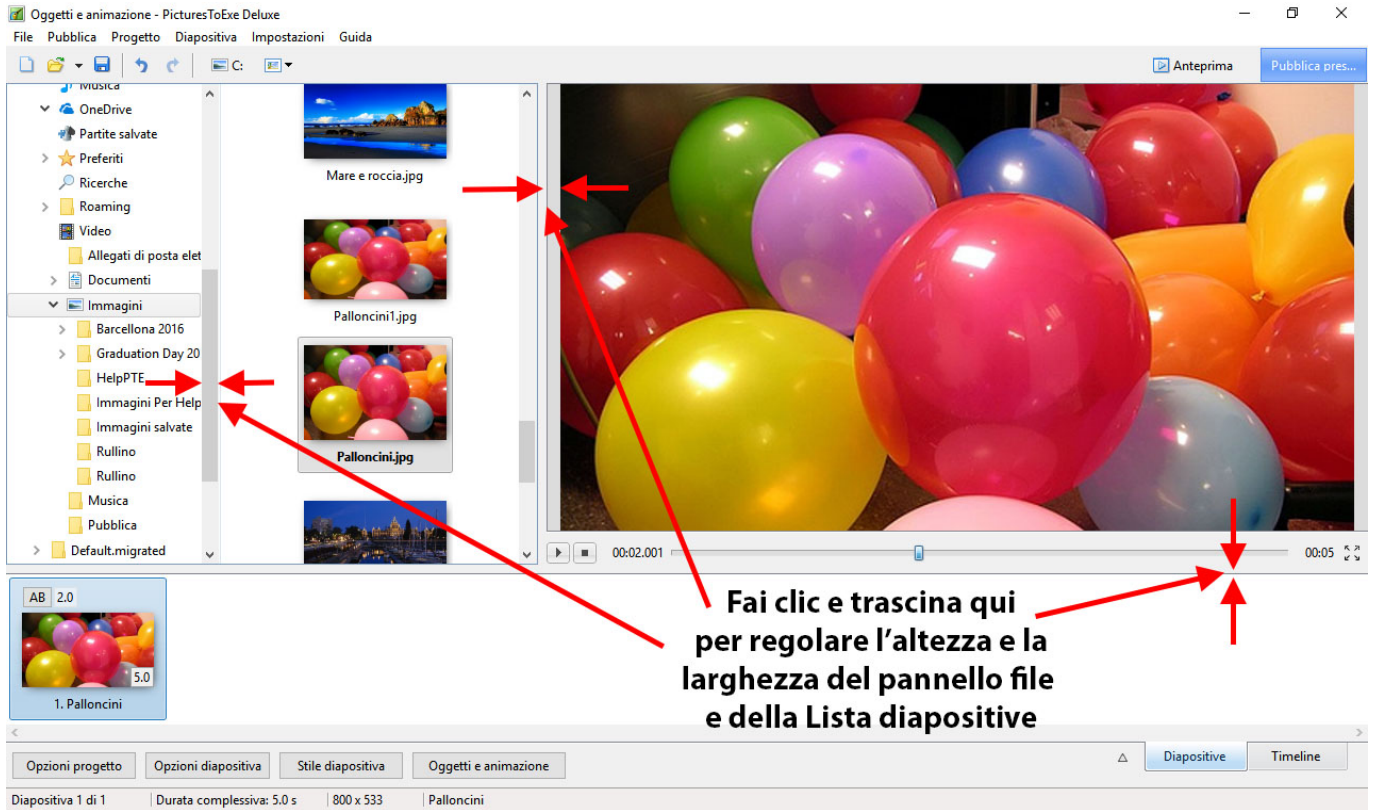 Oggetti e animazione - PicturesToExe Deluxe
File Pubblica Progetto Diapositiva Impostazioni Guida
C:
Anteprima
Pubblica pres...
Musica
OneDrive
Partite salvate
Preferiti
Ricerche
Roaming
Video
Allegati di posta elet
Documenti
Immagini
Barcellona 2016
Graduation Day 20
HelpPTE
Immagini Per Help
Immagini salvate
Rullino
Rullino
Musica
Pubblica
Default.migrated
Mare e roccia.jpg
Palloncini1.jpg
Palloncini.jpg
00:02.001
00:05
AB 2.0
5.0
1. Palloncini
Fai clic e trascina qui
per regolare l'altezza e la
larghezza del pannello file
e della Lista diapositive
Opzioni progetto
Opzioni diapositiva
Stile diapositiva
Oggetti e animazione
Diapositive
Timeline
Diapositiva 1 di 1
Durata complessiva: 5.0 s
800 x 533
Palloncini